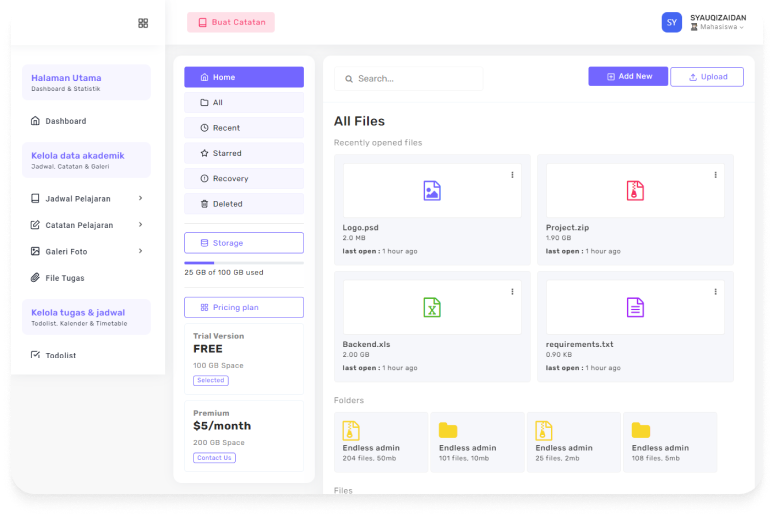 Buat Catatan
SY
SYAUQIZAIDAN
Mahasiswa
Halaman Utama
Dashboard & Statistik
Dashboard
Kelola data akademik
Jadwal, Catatan & Galeri
Jadwal Pelajaran
Catatan Pelajaran
Galeri Foto
File Tugas
Kelola tugas & jadwal
Todolist, Kalender & Timetable
Todolist
Home
All
Recent
Starred
Recovery
Deleted
Storage
25 GB of 100 GB used
Pricing plan
Trial Version
FREE
100 GB Space
Selected
Premium
$5/month
200 GB Space
Contact Us
Search...
Add New
Upload
All Files
Recently opened files
Logo.psd
2.0 MB
last open : 1 hour ago
Project.zip
1.90 GB
last open : 1 hour ago
Backend.xls
2.00 GB
last open : 1 hour ago
requirements.txt
0.90 KB
last open : 1 hour ago
Folders
Endless admin
204 files, 50mb
Endless admin
101 files, 10mb
Endless admin
25 files, 2mb
Endless admin
108 files, 5mb
Files